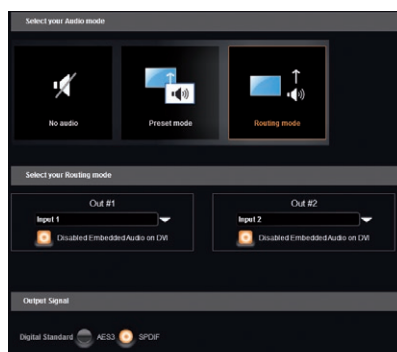 Select your Audio mode
No audio
Preset mode
Routing mode
Select your Routing mode
Out #1
Out #2
Input 1
Input 2
Disabled Embedded Audio on DVI
Disabled Embedded Audio on DVI
Output Signal
Digital Standard AES3 SPDIF